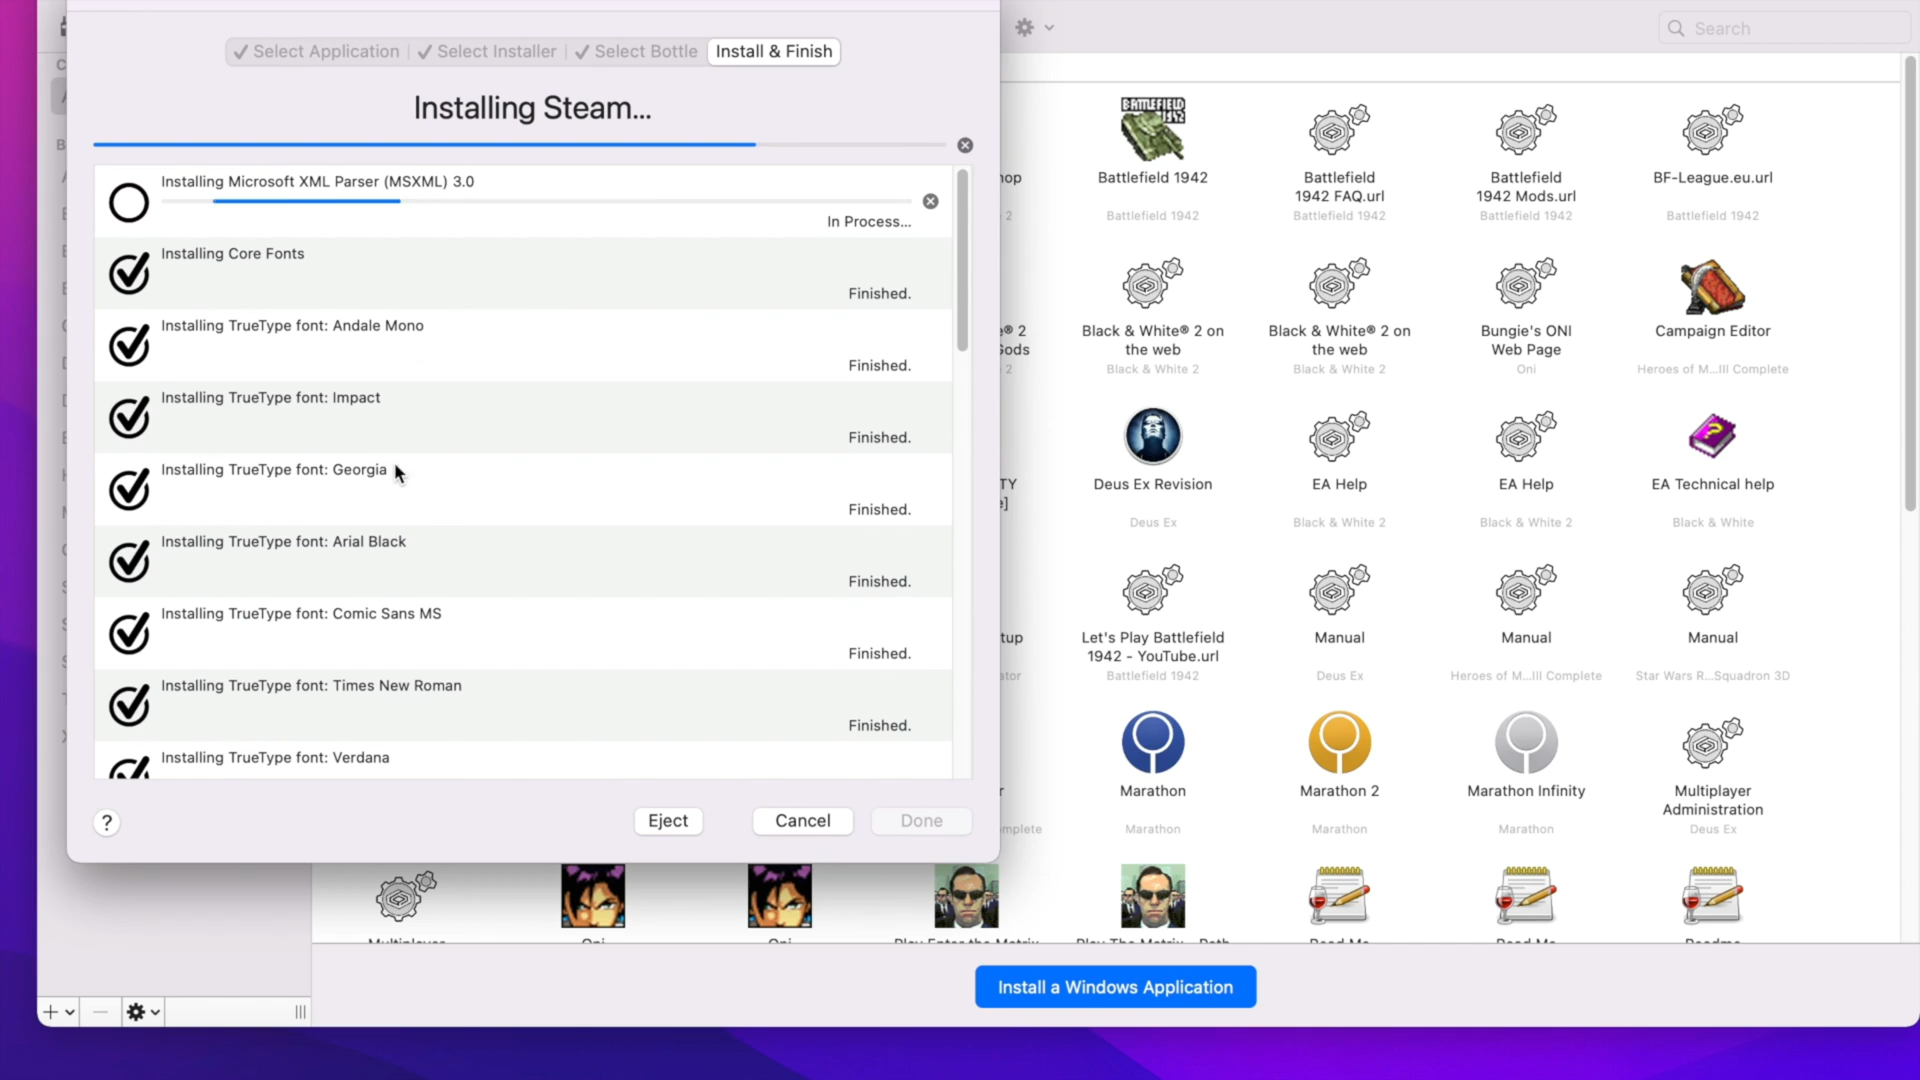 Select Application
Select Installer
Select Bottle
Install & Finish
Search
Installing Steam...
Installing Microsoft XML Parser (MSXML) 3.0
In Process...
Installing Core Fonts
Finished.
Installing TrueType font: Andale Mono
Finished.
Installing TrueType font: Impact
Finished.
Installing TrueType font: Georgia
Finished.
Installing TrueType font: Arial Black
Finished.
Installing TrueType font: Comic Sans MS
Finished.
Installing TrueType font: Times New Roman
Finished.
Installing TrueType font: Verdana
?
Eject
Cancel
Done
BATTLEFIELD
1942
Battlefield 1942
Battlefield 1942
Battlefield
1942 FAQ.url
Battlefield 1942
Battlefield
1942 Mods.url
Battlefield 1942
BF-League.eu.url
Battlefield 1942
Black & White® 2 on
the web
Black & White 2
Black & White® 2 on
the web
Black & White 2
Bungie's ONI
Web Page
Oni
Campaign Editor
Heroes of M...III Complete
Deus Ex Revision
Deus Ex
EA Help
Black & White 2
EA Help
Black & White 2
EA Technical help
Black & White
Let's Play Battlefield
1942 - YouTube.url
Battlefield 1942
Manual
Deus Ex
Manual
Heroes of M...III Complete
Manual
Star Wars R...Squadron 3D
Marathon
Marathon
Marathon 2
Marathon
Marathon Infinity
Marathon
Multiplayer
Administration
Deus Ex
Install a Windows Application